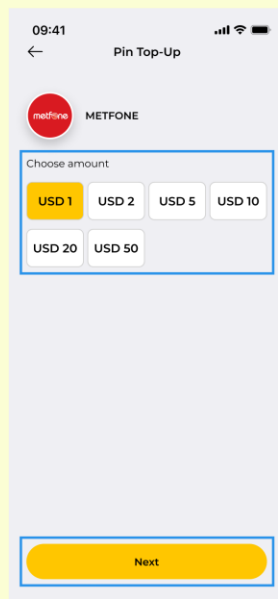 09:41
Pin Top-Up
metfone METFONE
Choose amount
USD 1 USD 2 USD 5 USD 10
USD 20 USD 50
Next